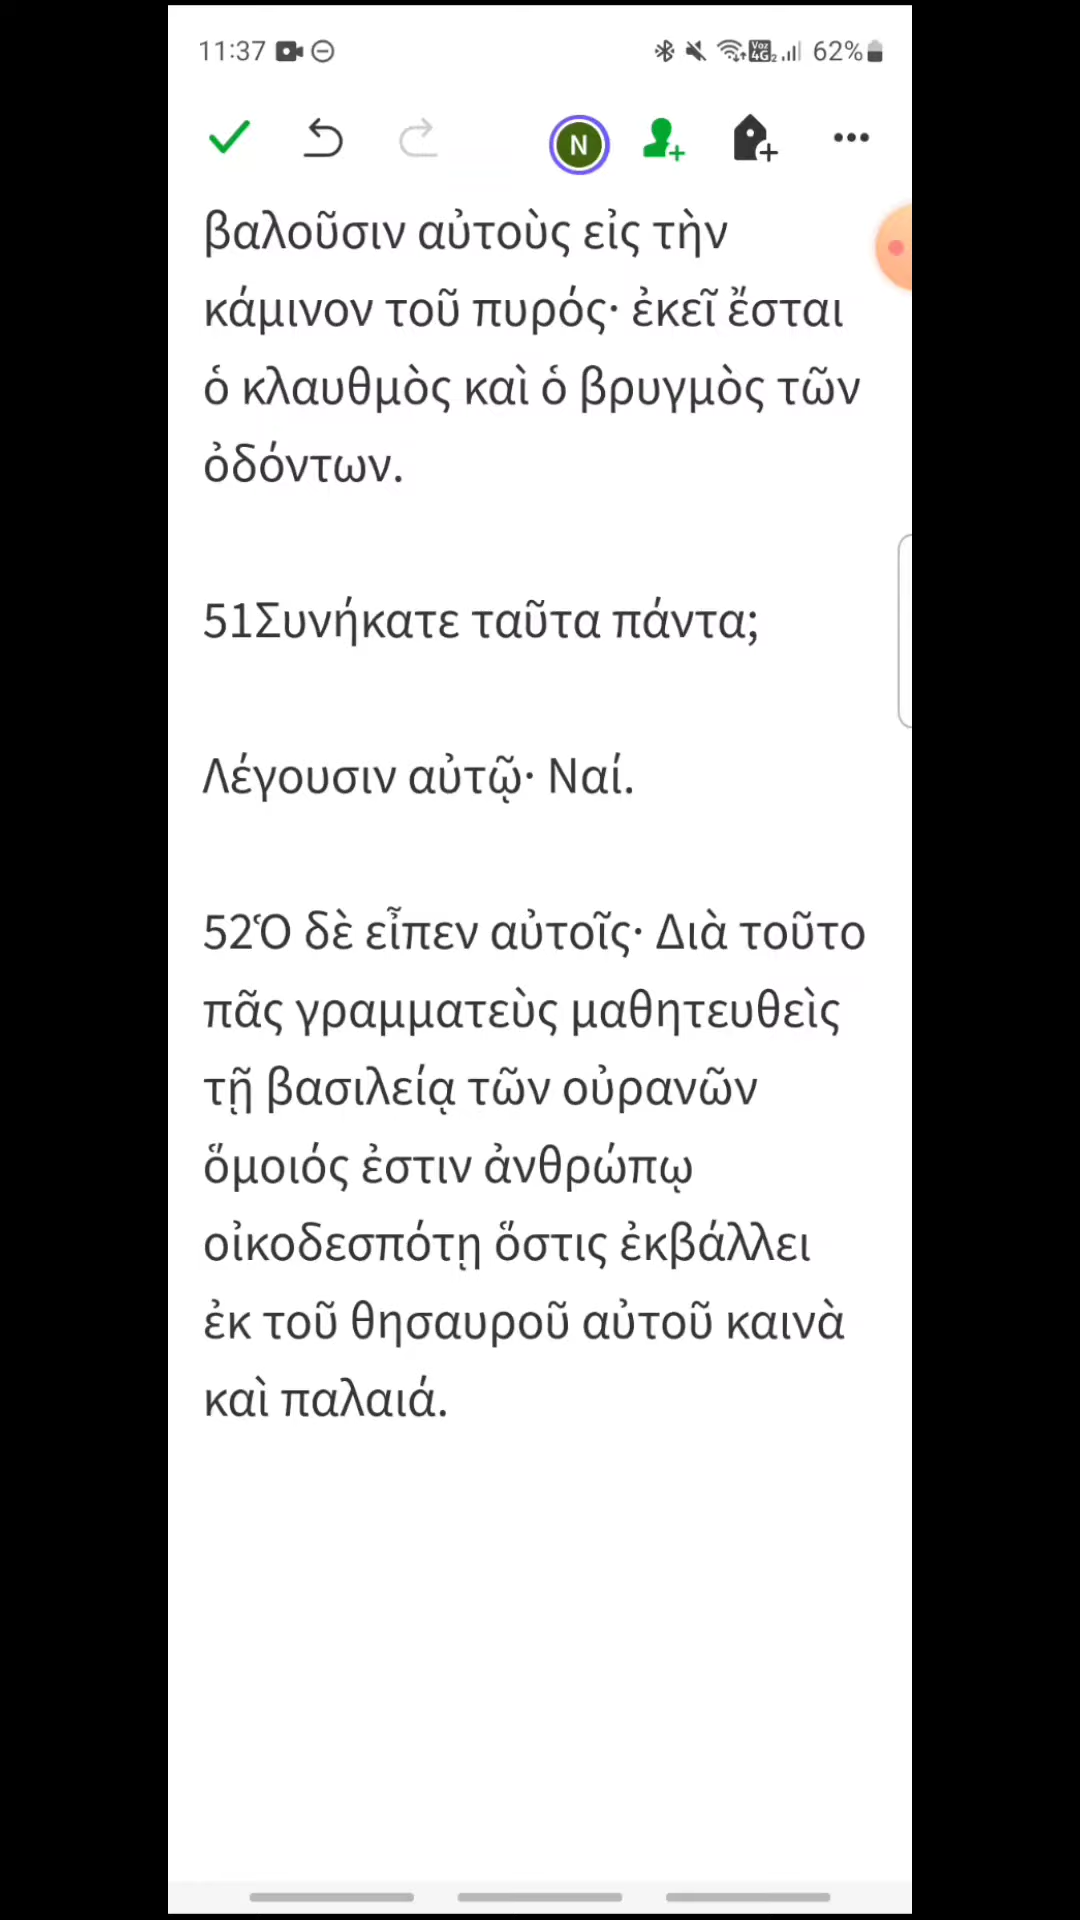 11:37 Voz 4G 2 62%
N
βαλοῦσιν αὐτοὺς εἰς τὴν
κάμινον τοῦ πυρός· ἐκεῖ ἔσται
ὁ κλαυθμὸς καὶ ὁ βρυγμὸς τῶν
ὀδόντων.
51Συνήκατε ταῦτα πάντα;
Λέγουσιν αὐτῷ· Ναί.
52Ὁ δὲ εἶπεν αὐτοῖς· Διὰ τοῦτο
πᾶς γραμματεὺς μαθητευθεὶς
τῇ βασιλείᾳ τῶν οὐρανῶν
ὅμοιός ἐστιν ἀνθρώπῳ
οἰκοδεσπότῃ ὅστις ἐκβάλλει
ἐκ τοῦ θησαυροῦ αὐτοῦ καινὰ
καὶ παλαιά.